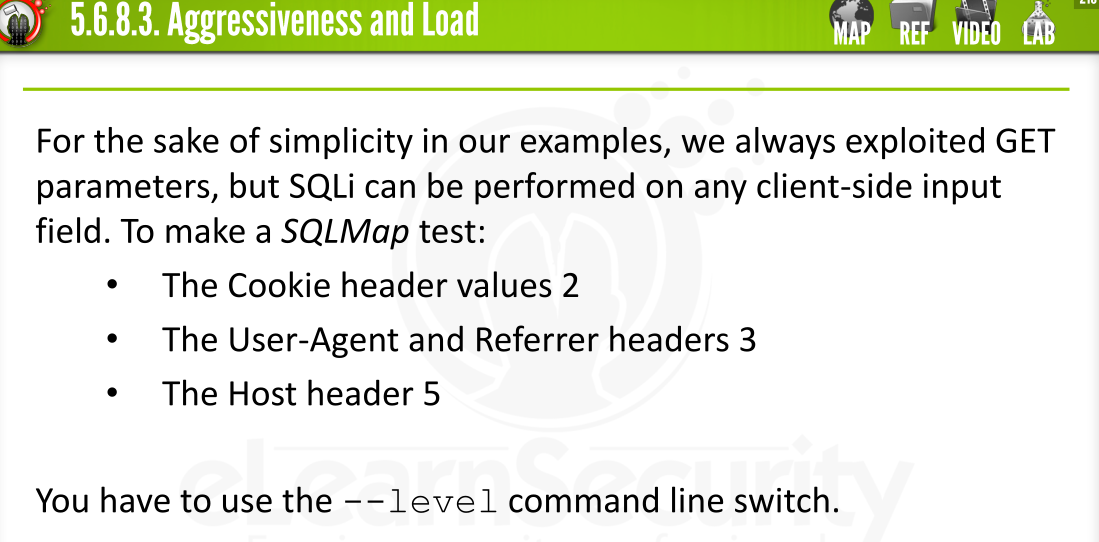 5.6.8.3. Aggressiveness and Load
MAP REF VIDEO LAB
For the sake of simplicity in our examples, we always exploited GET
parameters, but SQLi can be performed on any client-side input
field. To make a SQLMap test:
• The Cookie header values 2
• The User-Agent and Referrer headers 3
• The Host header 5
You have to use the --level command line switch.
eLearnSecurity